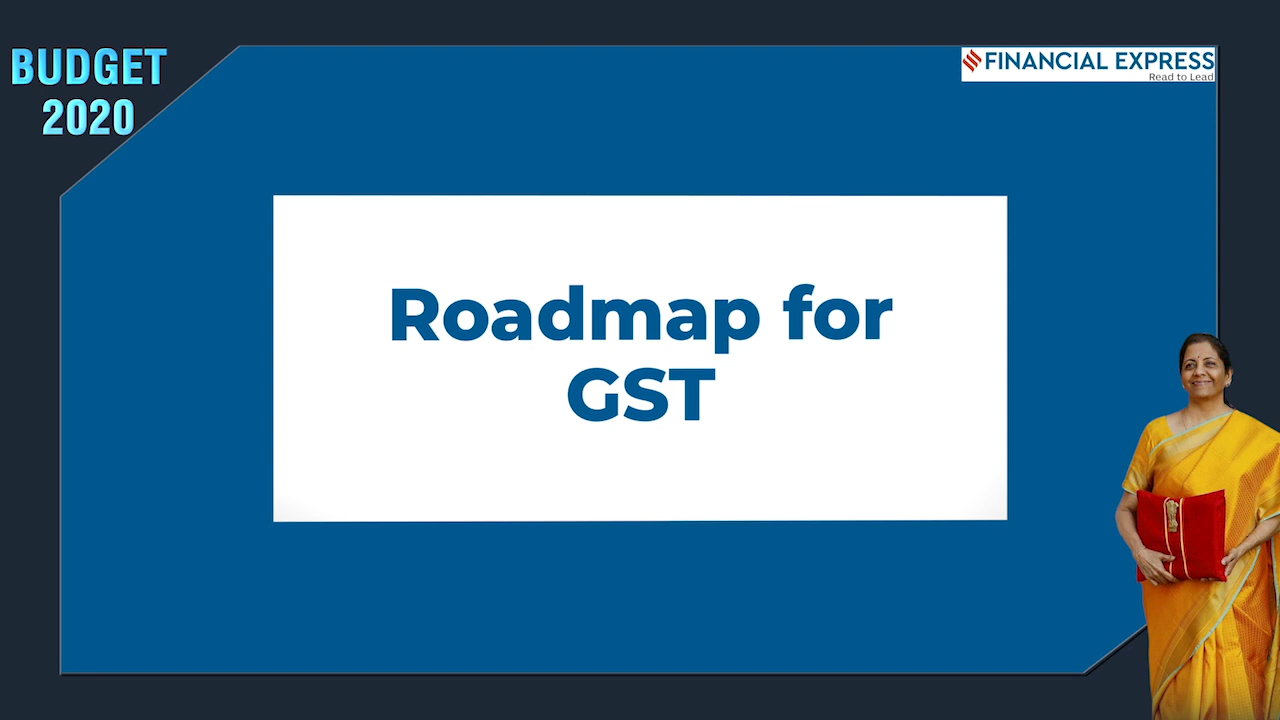 BUDGET
2020
FINANCIAL EXPRESS
Read to Lead
Roadmap for
GST